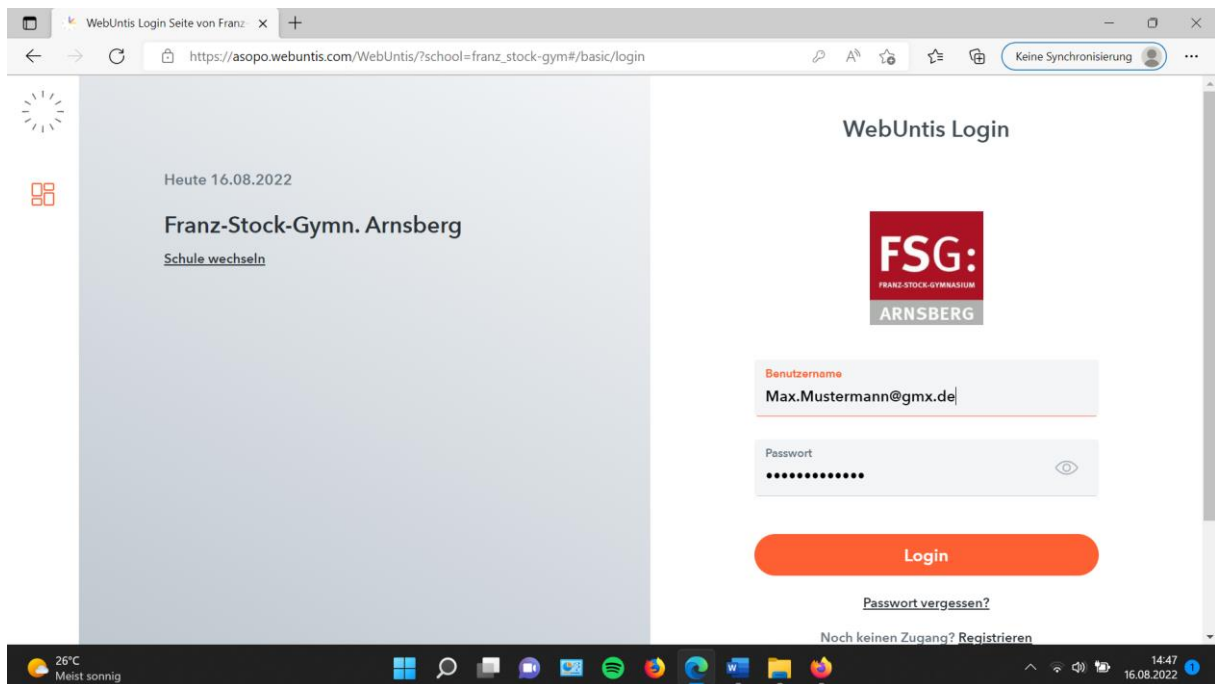 WebUntis Login Seite von Franz-
https://asopo.webuntis.com/WebUntis/?school=franz_stock-gym#/basic/login
Keine Synchronisierung
Heute 16.08.2022
Franz-Stock-Gymn. Arnsberg
Schule wechseln
WebUntis Login
FSG:
FRANZ-STOCK-GYMNASIUM
ARNSBERG
Benutzername
Max.Mustermann@gmx.de
Passwort
•••••••••••••
Login
Passwort vergessen?
Noch keinen Zugang? Registrieren
26°C
Meist sonnig
14:47
16.08.2022
1